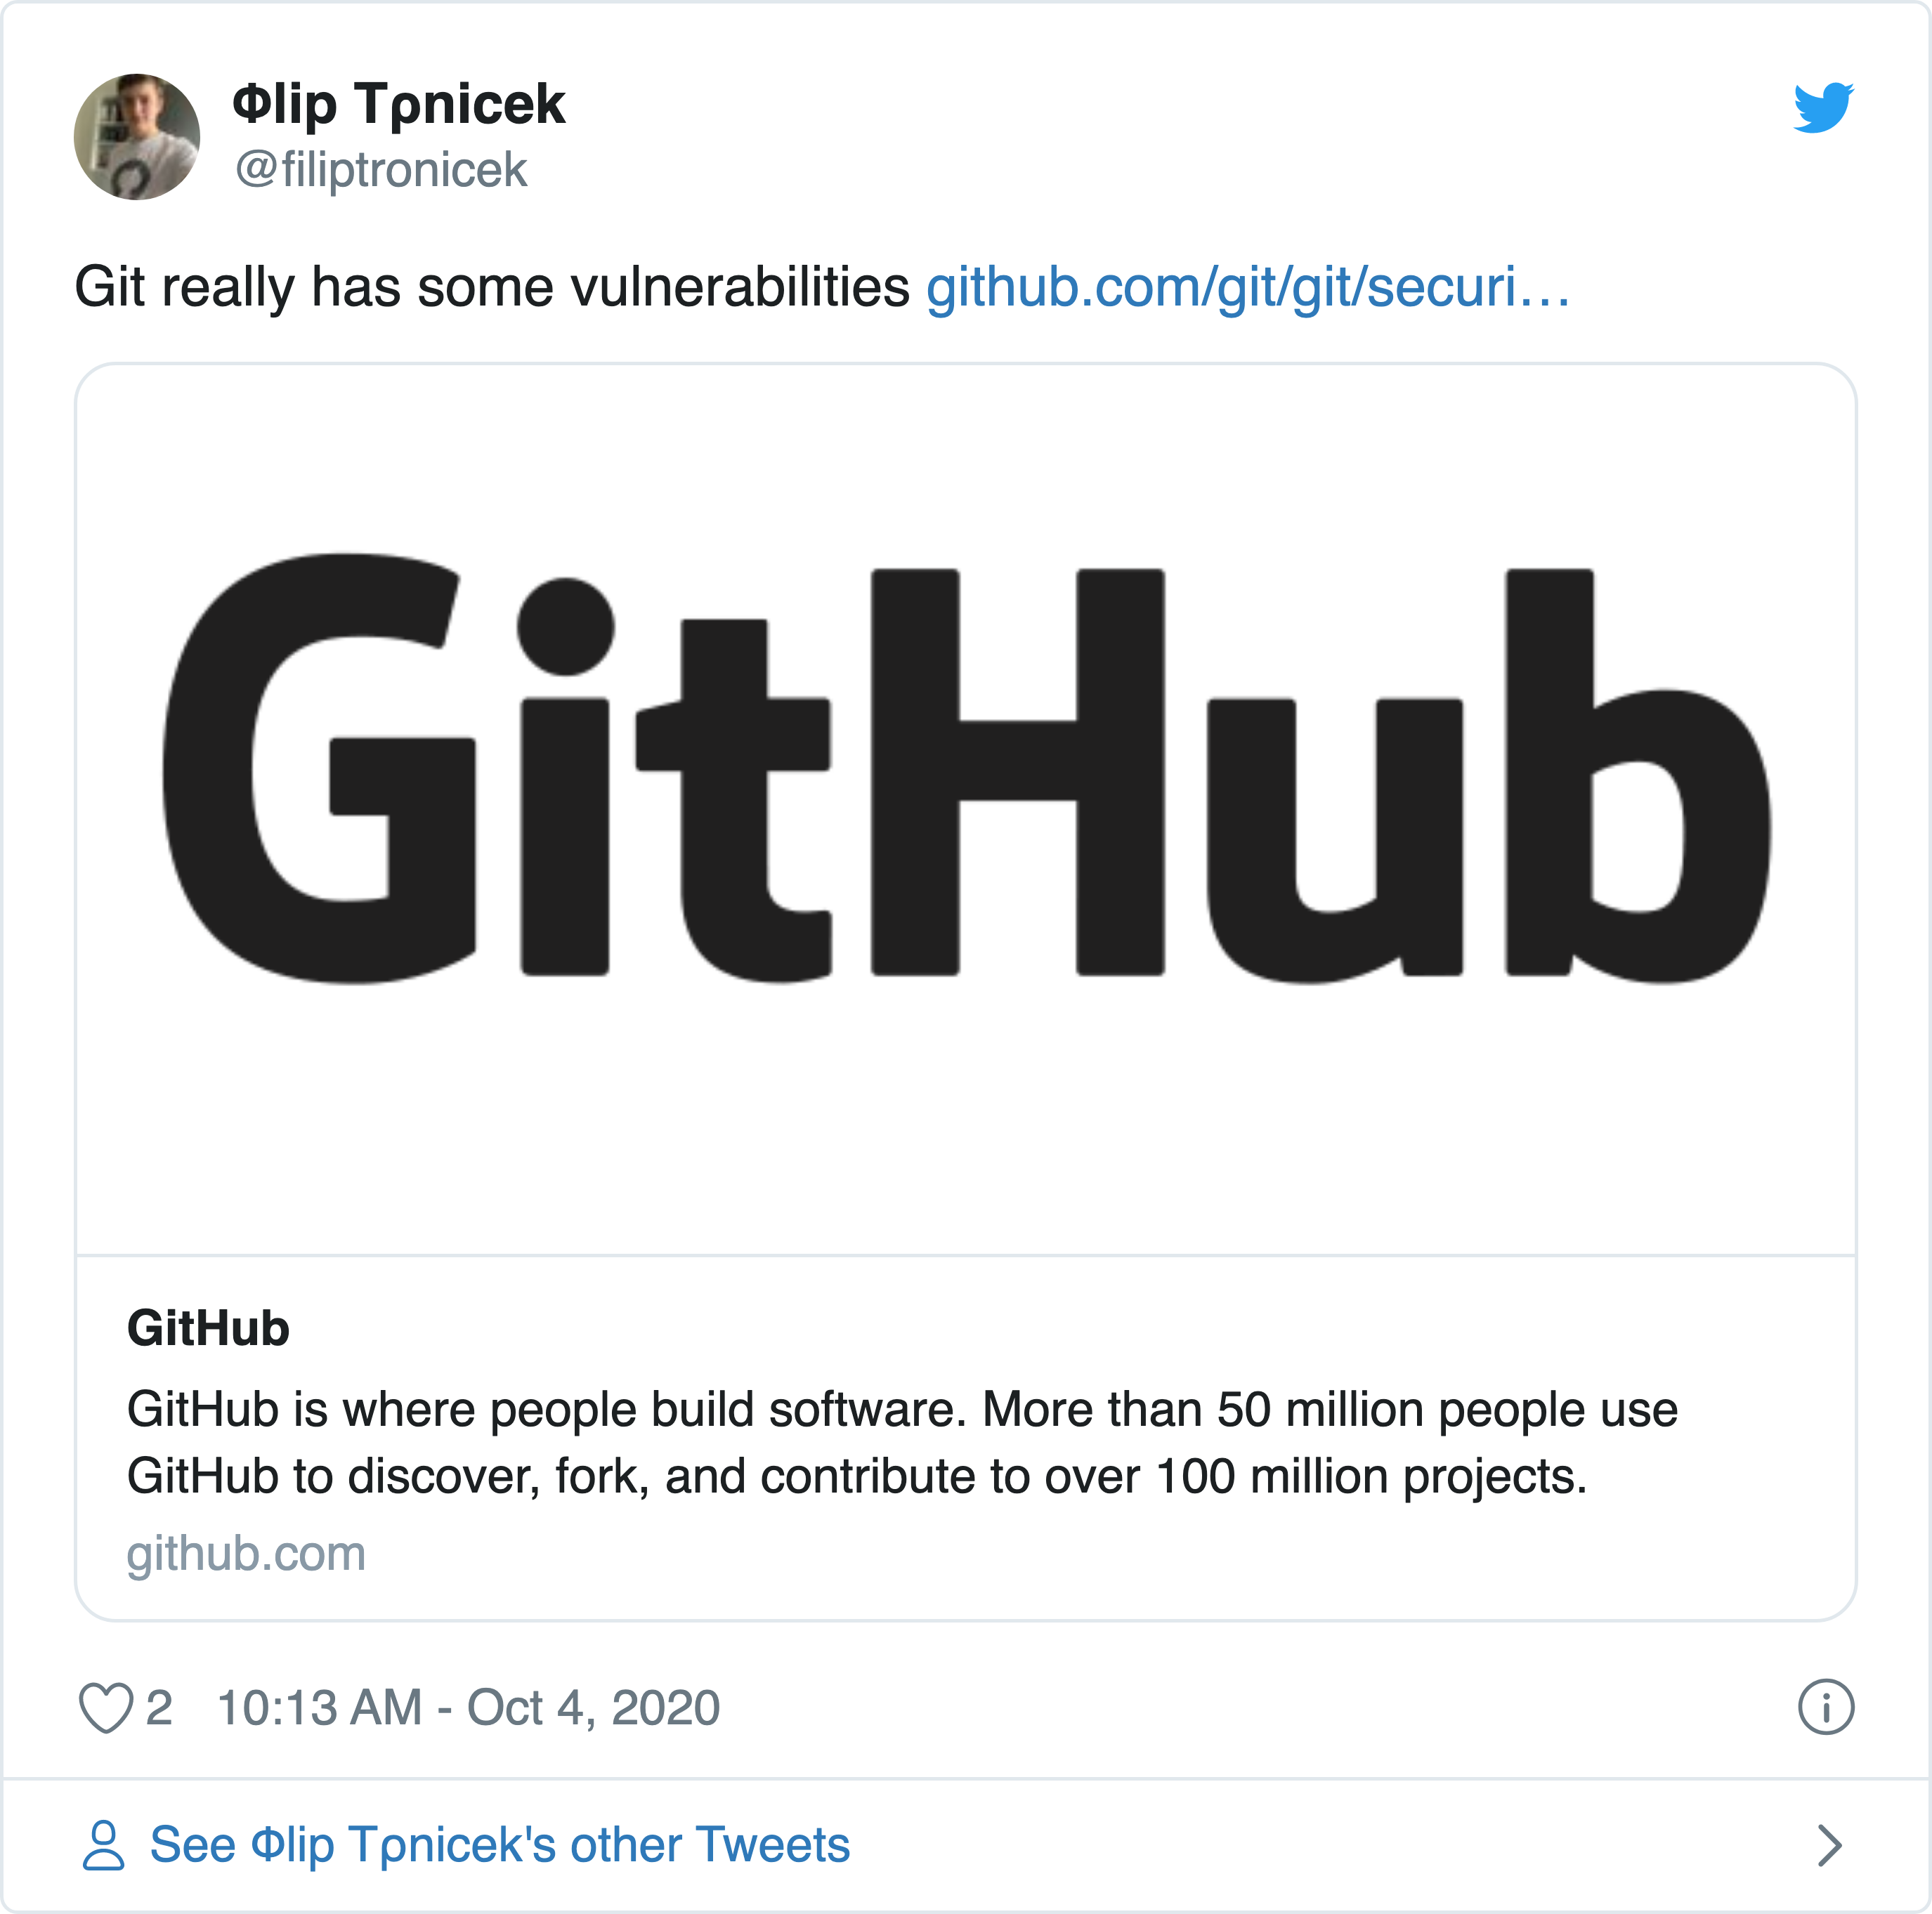 Φlip Tρnicek
@filiptronicek
Git really has some vulnerabilities github.com/git/git/securi…
GitHub
GitHub
GitHub is where people build software. More than 50 million people use
GitHub to discover, fork, and contribute to over 100 million projects.
github.com
2 10:13 AM - Oct 4, 2020
See Φlip Tρnicek's other Tweets